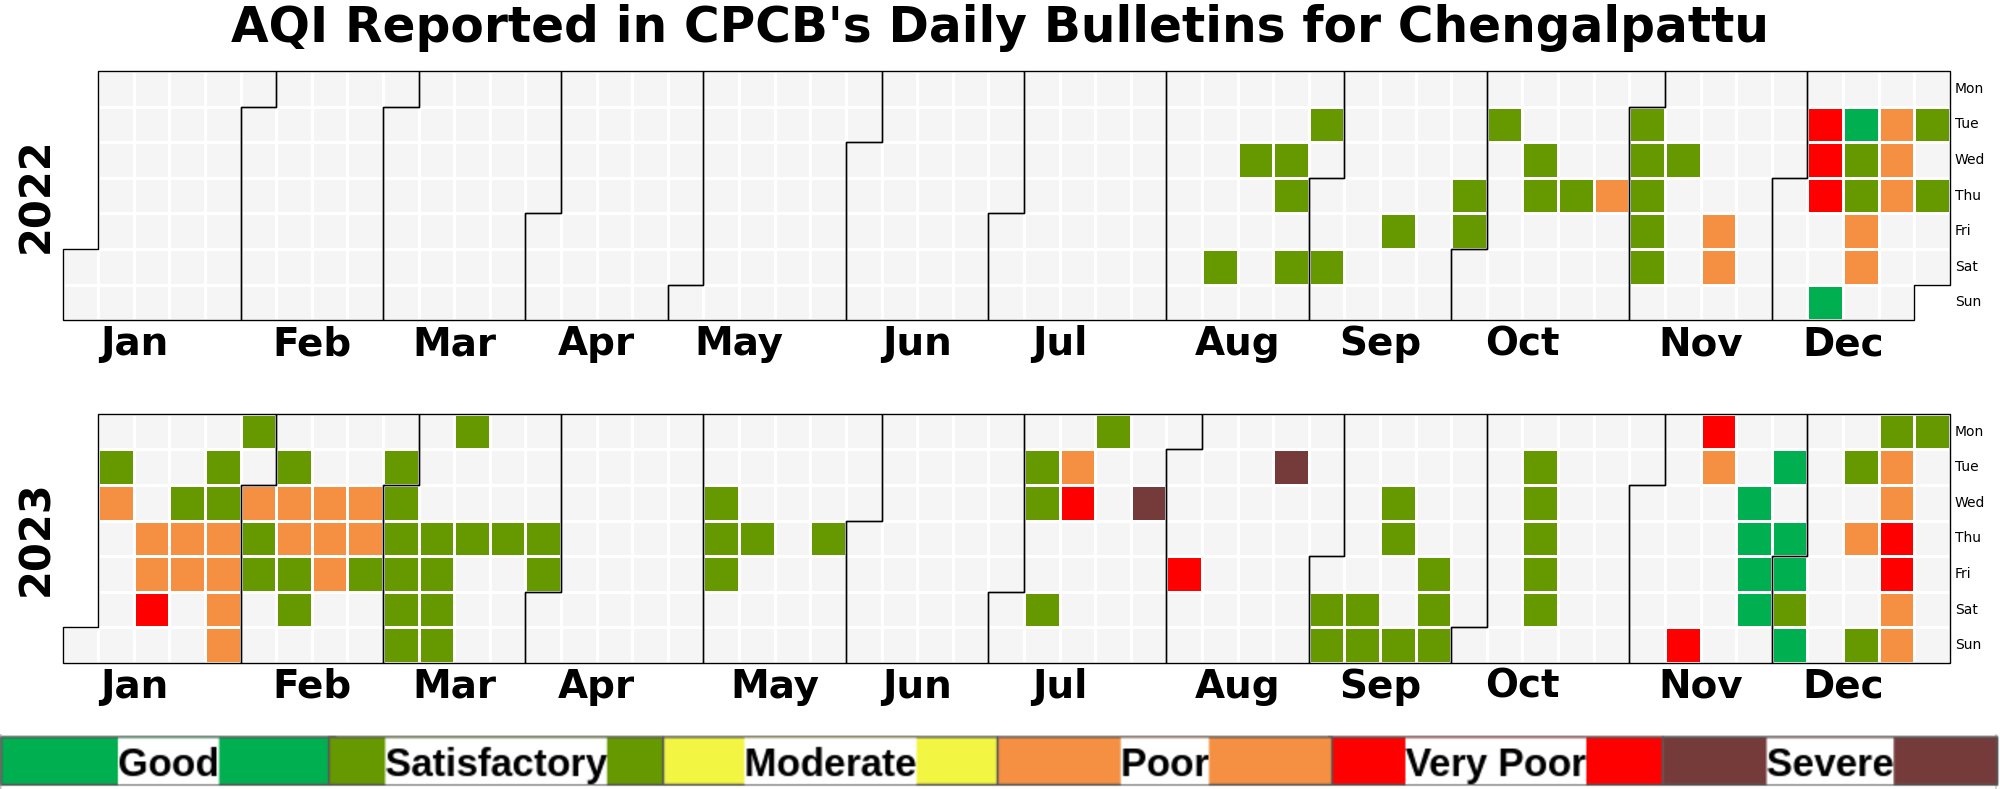 AQI Reported in CPCB's Daily Bulletins for Chengalpattu
2022
Mon
Tue
Wed
Thu
Fri
Sat
Sun
Jan Feb Mar Apr May Jun Jul Aug Sep Oct Nov Dec
2023
Mon
Tue
Wed
Thu
Fri
Sat
Sun
Jan Feb Mar Apr May Jun Jul Aug Sep Oct Nov Dec
Good Satisfactory Moderate Poor Very Poor Severe